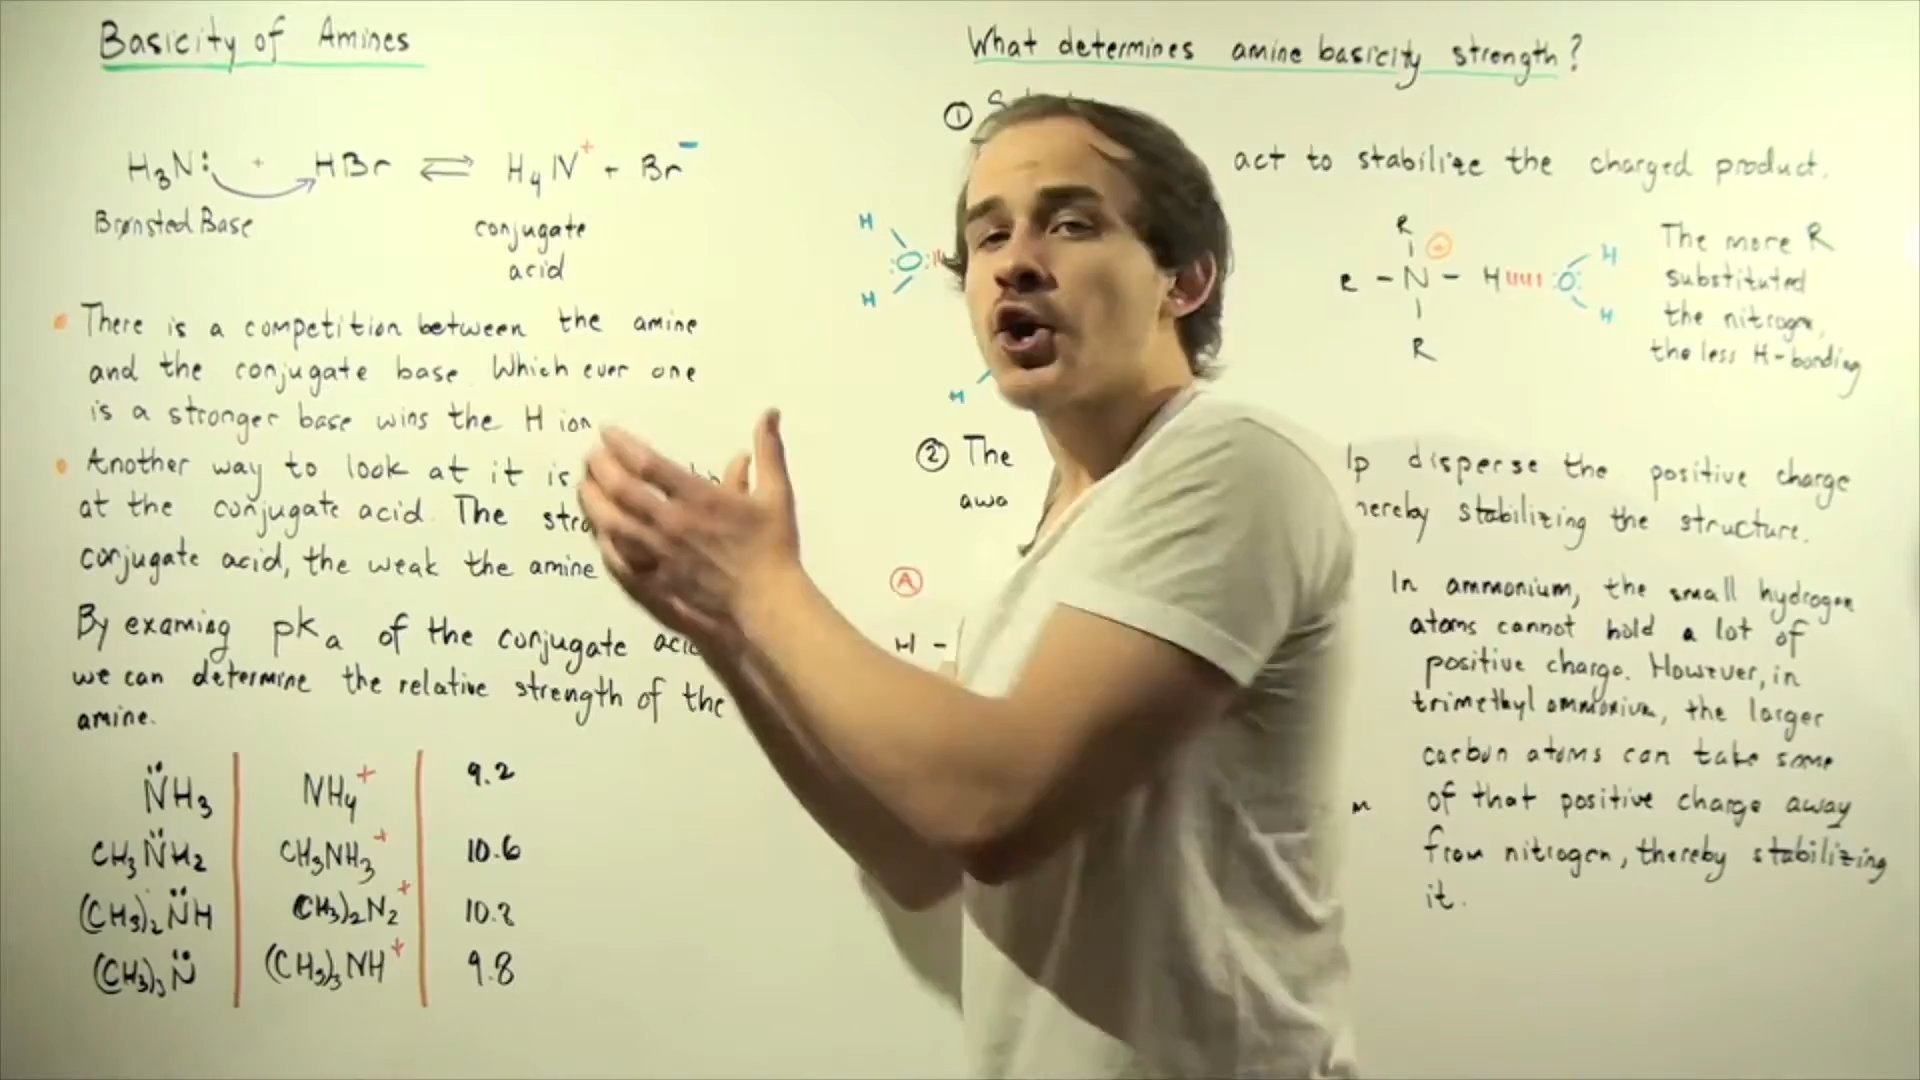 Basicity of Amines
H3N: + HBr ⇌ H4N+ + Br−
Brønsted Base conjugate
acid
There is a competition between the amine
and the conjugate base. Which ever one
is a stronger base wins the H ion
Another way to look at it is
at the conjugate acid. The
conjugate acid, the weak the amine
By examing pKa of the conjugate
we can determine the relative strength of the
amine.
N̈H3 | NH4+ | 9.2
CH3N̈H2 | CH3NH3+ | 10.6
(CH3)2N̈H | (CH3)2N2+ | 10.8
(CH3)3N̈ | (CH3)3NH+ | 9.8
What determines amine basicity strength?
①
act to stabilize the charged product.
H
:O:
H
H
R
R - N - H O H
R H
⊕
The more R
substituted
the nitrogen,
the less H-bonding
② The
disperse the positive charge
stabilizing the structure.
Ⓐ
H -
In ammonium, the small hydrogen
atoms cannot hold a lot of
positive charge. However, in
trimethyl ammonium, the larger
carbon atoms can take some
of that positive charge away
from nitrogen, thereby stabilizing
it.